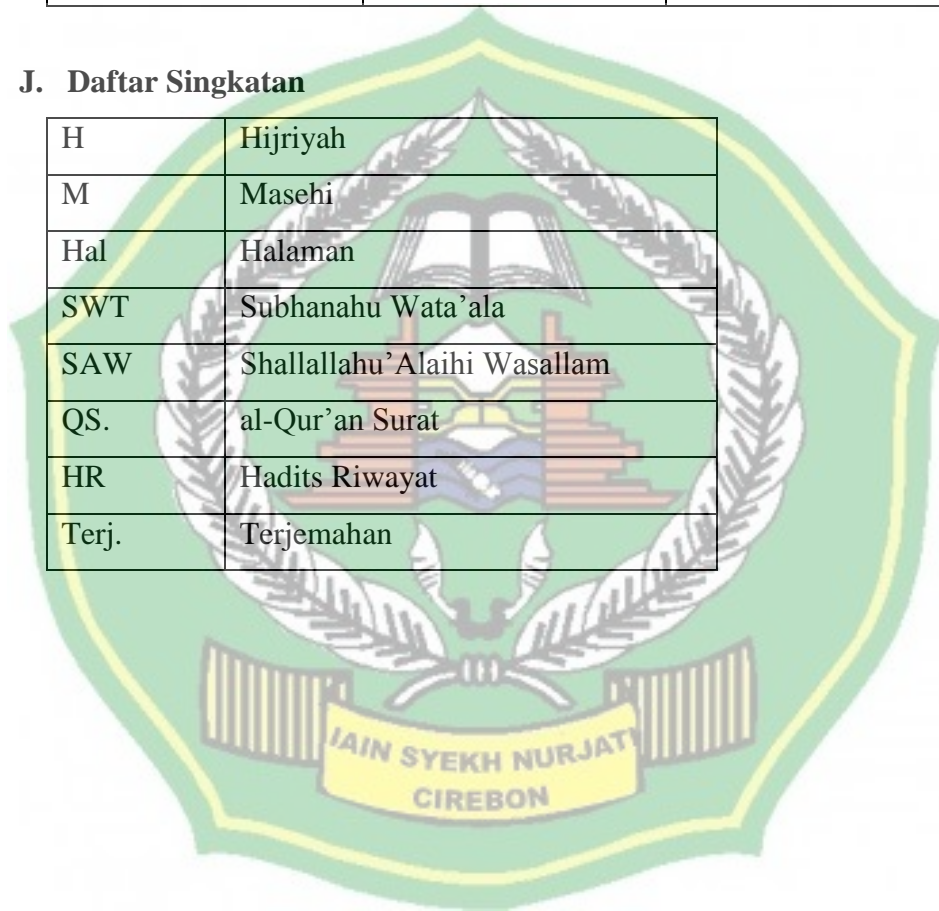 J. Daftar Singkatan
H Hijriyah
M Masehi
Hal Halaman
SWT Subhanahu Wata’ala
SAW Shallallahu’Alaihi Wasallam
QS. al-Qur’an Surat
HR Hadits Riwayat
Terj. Terjemahan
IAIN SYEKH NURJATI
CIREBON